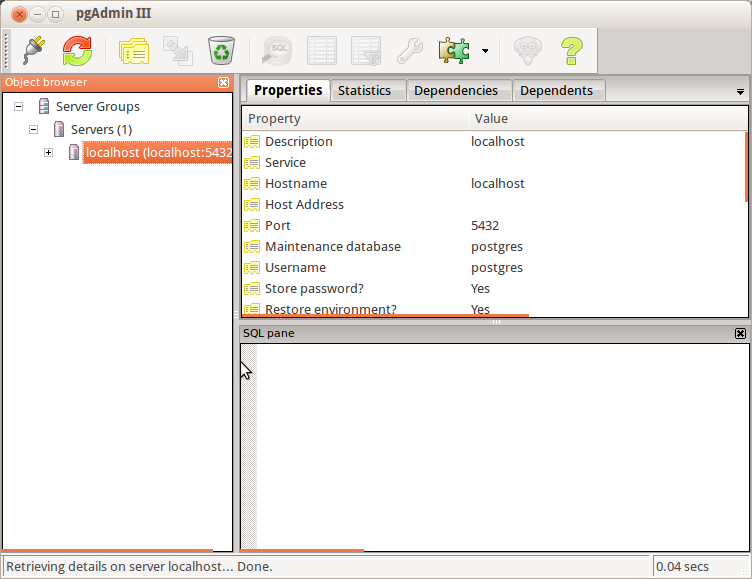 pgAdmin III
SQL
Object browser
Server Groups
Servers (1)
localhost (localhost:5432
Properties Statistics Dependencies Dependents
Property Value
Description localhost
Service
Hostname localhost
Host Address
Port 5432
Maintenance database postgres
Username postgres
Store password? Yes
Restore environment? Yes
SQL pane
Retrieving details on server localhost... Done. 0.04 secs